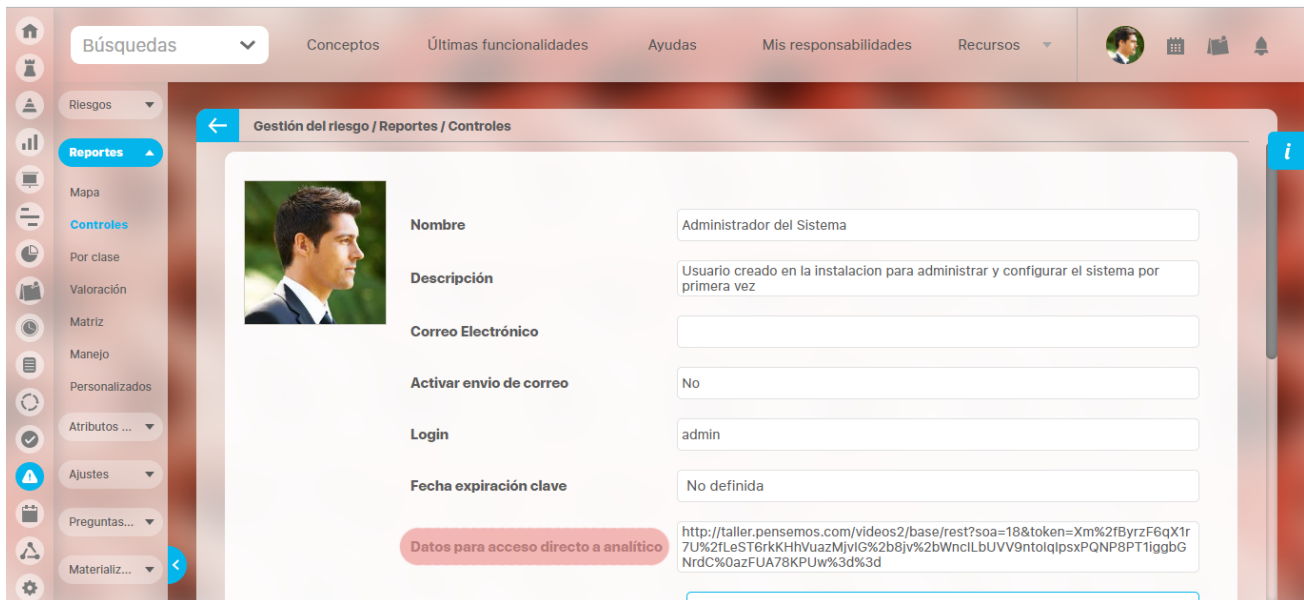 Búsquedas
Conceptos
Últimas funcionalidades
Ayudas
Mis responsabilidades
Recursos
Riesgos
Reportes
Mapa
Controles
Por clase
Valoración
Matriz
Manejo
Personalizados
Atributos ...
Ajustes
Preguntas...
Materializ...
Gestión del riesgo / Reportes / Controles
i
Nombre
Administrador del Sistema
Descripción
Usuario creado en la instalacion para administrar y configurar el sistema por
primera vez
Correo Electrónico
Activar envio de correo
No
Login
admin
Fecha expiración clave
No definida
Datos para acceso directo a analítico
http://taller.pensemos.com/videos2/base/rest?soa=18&token=Xm%2fByrzF6qX1r
7U%2fLeST6rkKHhVuazMjvIG%2b8jv%2bWncILbUVV9ntolqIpsxPQNP8PT1iggbG
NrdC%0azFUA78KPUw%3d%3d